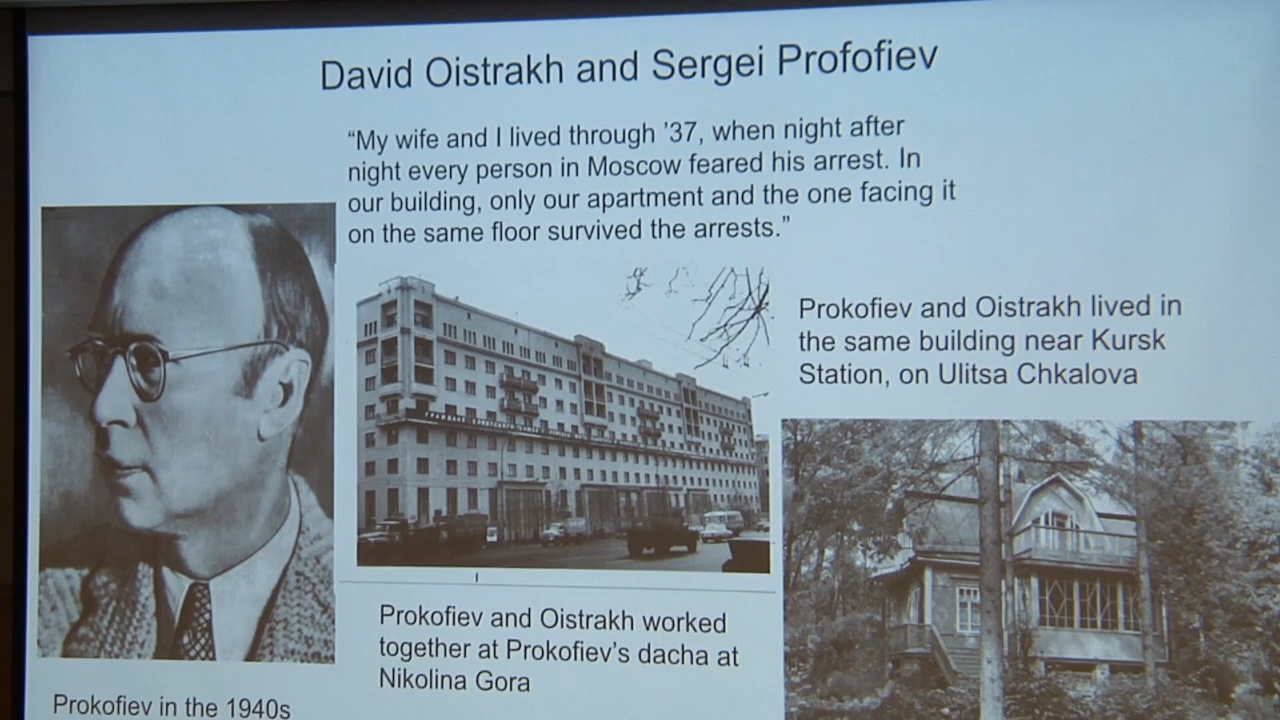 David Oistrakh and Sergei Profofiev
“My wife and I lived through ’37, when night after
night every person in Moscow feared his arrest. In
our building, only our apartment and the one facing it
on the same floor survived the arrests.”
Prokofiev and Oistrakh lived in
the same building near Kursk
Station, on Ulitsa Chkalova
Prokofiev and Oistrakh worked
together at Prokofiev’s dacha at
Nikolina Gora
Prokofiev in the 1940s